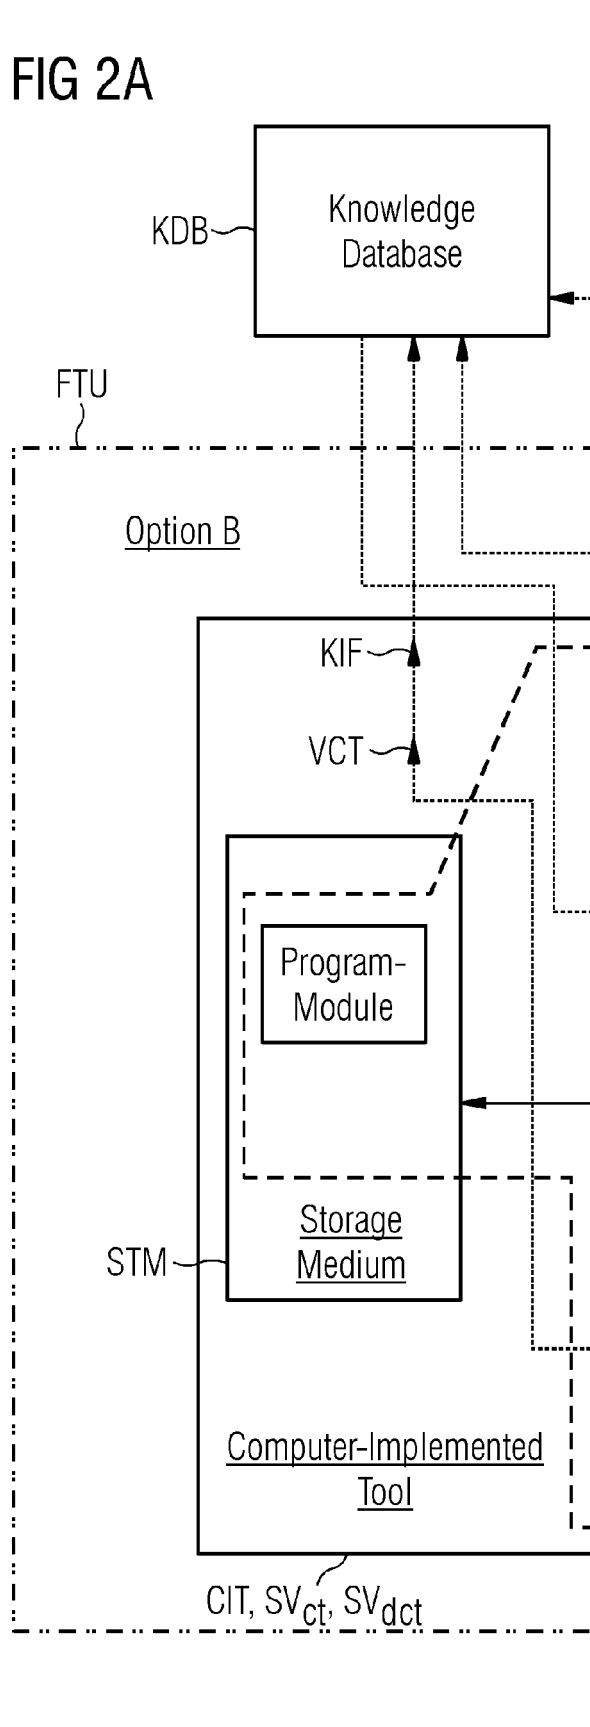 FIG 2A
Knowledge
Database
KDB
FTU
Option B
KIF
VCT
Program-
Module
Storage
Medium
STM
Computer-Implemented
Tool
CIT, SVct, SVdct